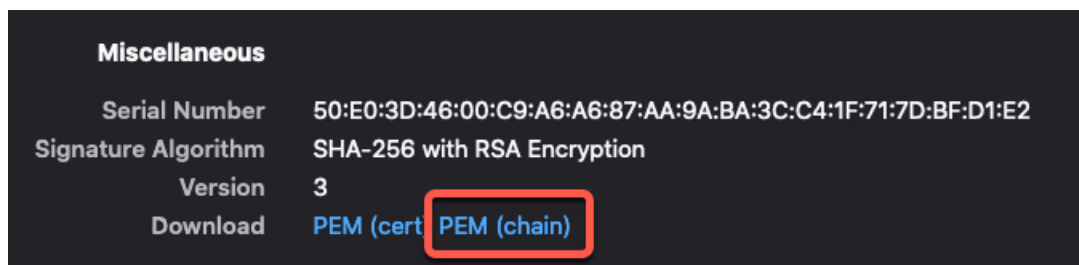 Miscellaneous
Serial Number 50:E0:3D:46:00:C9:A6:A6:87:AA:9A:BA:3C:C4:1F:71:7D:BF:D1:E2
Signature Algorithm SHA-256 with RSA Encryption
Version 3
Download PEM (cert) PEM (chain)